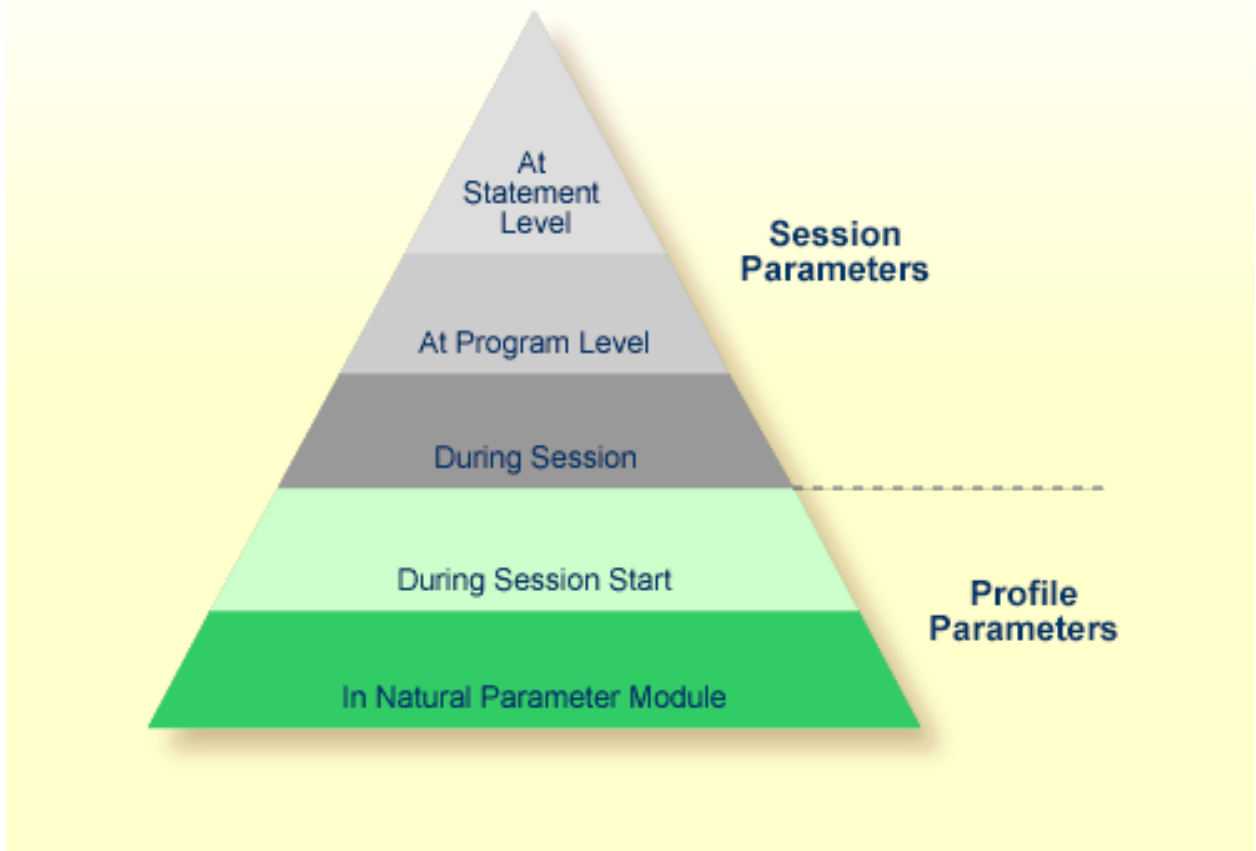 At
Statement
Level
Session
Parameters
At Program Level
During Session
During Session Start
Profile
Parameters
In Natural Parameter Module